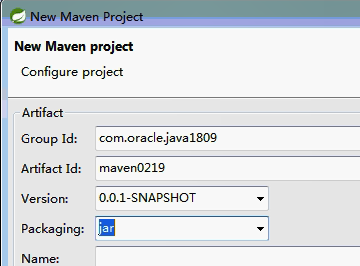 New Maven Project
New Maven project
Configure project
Artifact
Group Id: com.oracle.java1809
Artifact Id: maven0219
Version: 0.0.1-SNAPSHOT
Packaging: jar
Name: